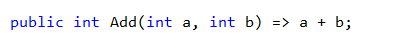 public int Add(int a, int b) => a + b;